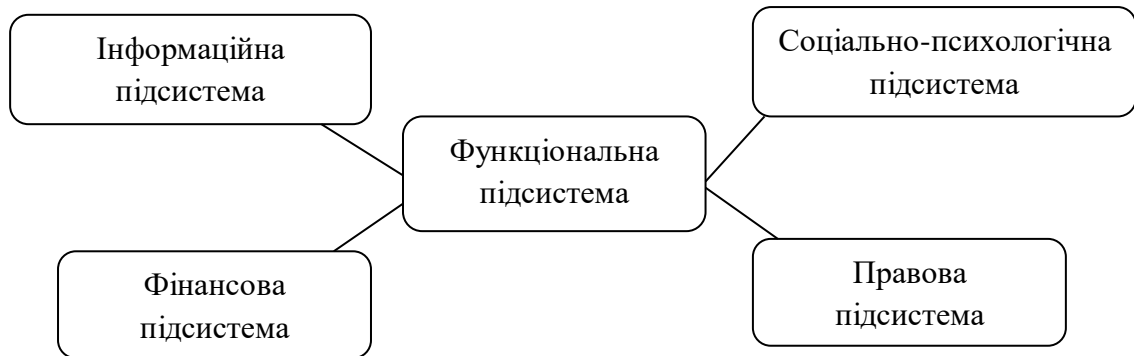 Інформаційна
підсистема
Соціально-психологічна
підсистема
Функціональна
підсистема
Фінансова
підсистема
Правова
підсистема